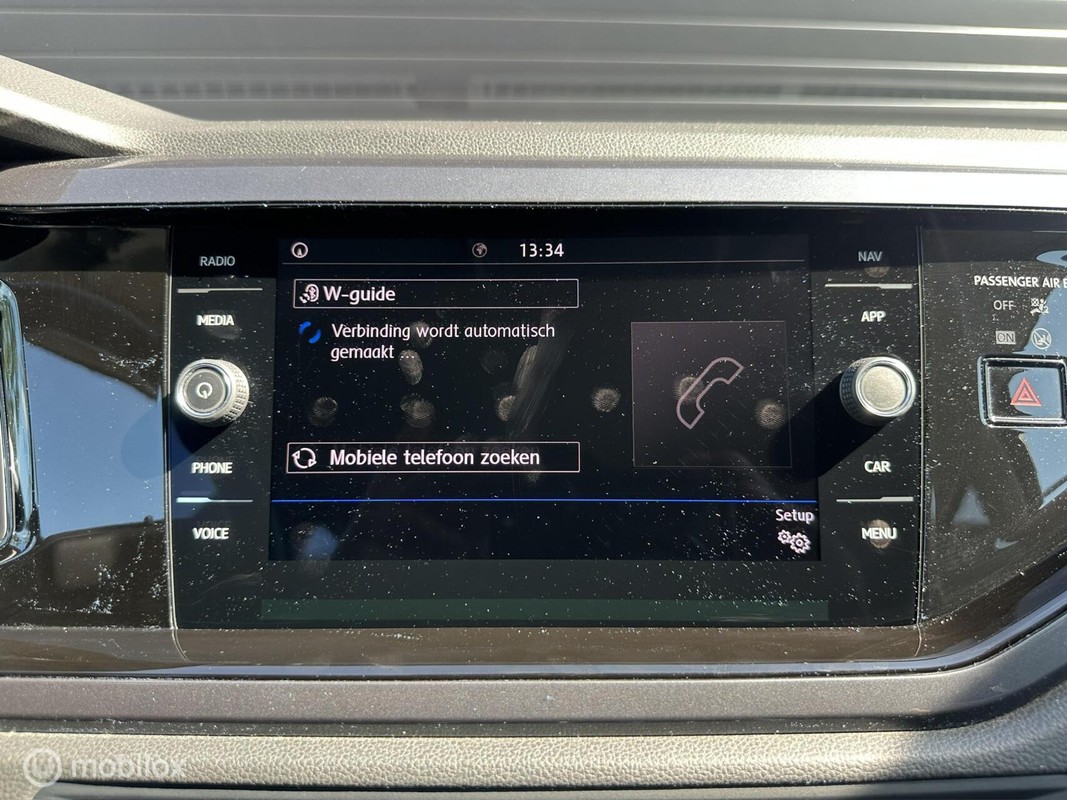 RADIO
MEDIA
PHONE
VOICE
13:34
W-guide
Verbinding wordt automatisch
gemaakt
Mobiele telefoon zoeken
Setup
NAV
APP
CAR
MENU
PASSENGER AIR B
OFF
ON
mobilox